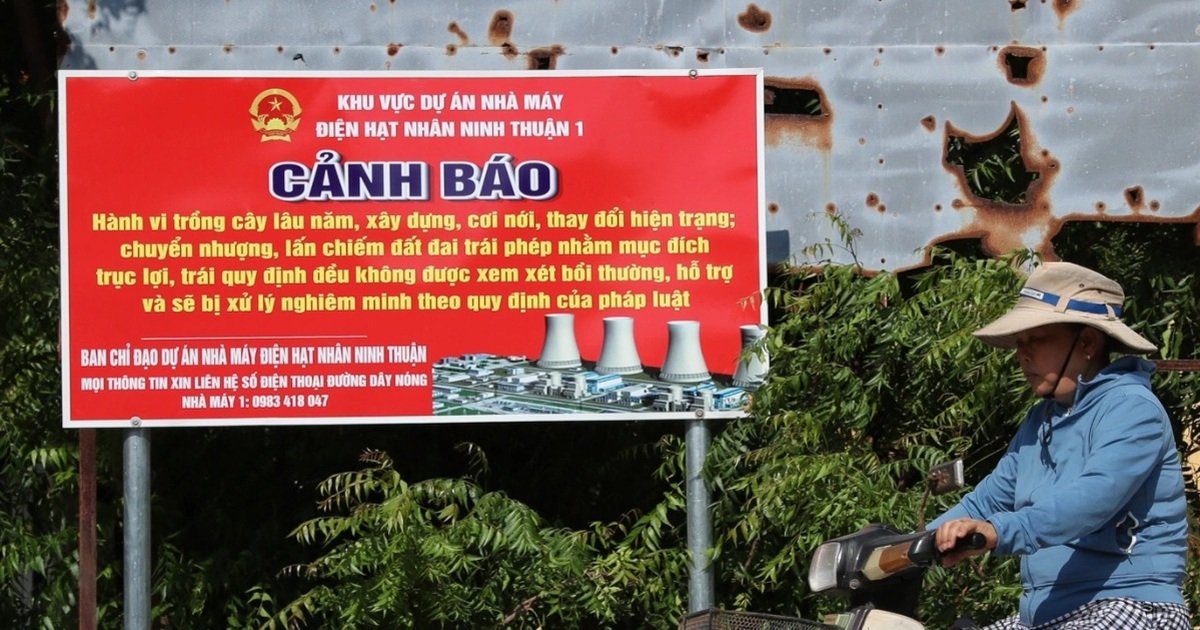 KHU VỰC DỰ ÁN NHÀ MÁY
ĐIỆN HẠT NHÂN NINH THUẬN 1
CẢNH BÁO
Hành vi trồng cây lâu năm, xây dựng, cơi nới, thay đổi hiện trạng;
chuyển nhượng, lấn chiếm đất đai trái phép nhằm mục đích
trục lợi, trái quy định đều không được xem xét bồi thường, hỗ trợ
và sẽ bị xử lý nghiêm minh theo quy định của pháp luật
BAN CHỈ ĐẠO DỰ ÁN NHÀ MÁY ĐIỆN HẠT NHÂN NINH THUẬN
MỌI THÔNG TIN XIN LIÊN HỆ SỐ ĐIỆN THOẠI ĐƯỜNG DÂY NÓNG
NHÀ MÁY 1: 0983 418 047